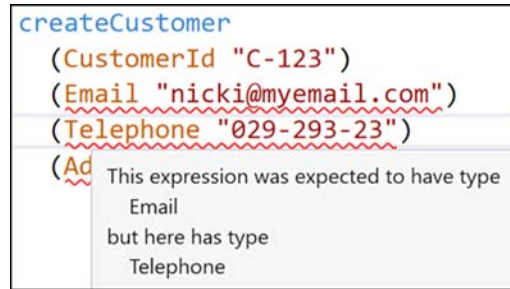 createCustomer
(CustomerId "C-123")
(Email "nicki@myemail.com")
(Telephone "029-293-23")
(Ad
This expression was expected to have type
Email
but here has type
Telephone